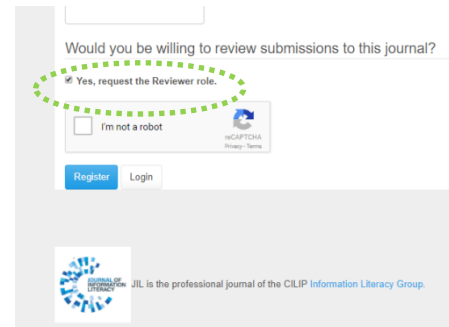 Would you be willing to review submissions to this journal?
Yes, request the Reviewer role.
I'm not a robot
reCAPTCHA
Privacy - Terms
Register Login
JOURNAL OF
INFORMATION
LITERACY
JIL is the professional journal of the CILIP Information Literacy Group.